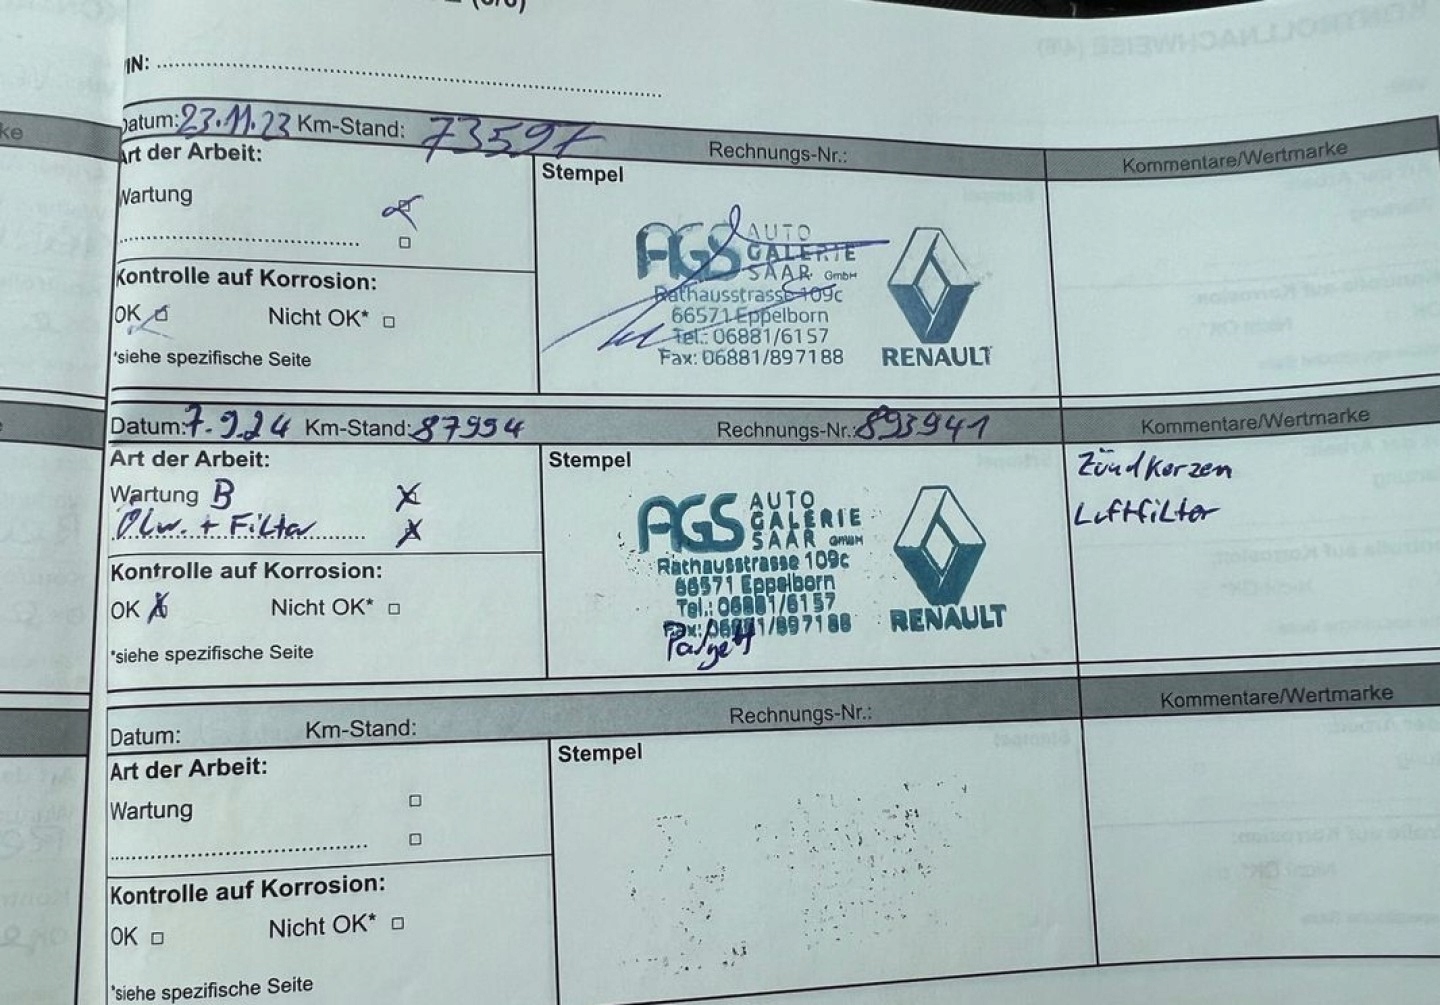 IN:
Datum: 23.11.23 Km-Stand: 73597 Rechnungs-Nr.: Kommentare/Wertmarke
Art der Arbeit:
Stempel
Wartung
Kontrolle auf Korrosion:
OK Nicht OK*
*siehe spezifische Seite
AGS AUTO
GALERIE
SAAR GmbH
Rathausstrasse 109c
66571 Eppelborn
Tel.: 06881/6157
Fax: 06881/897188
RENAULT
Datum: 7.9.24 Km-Stand: 87994 Rechnungs-Nr.: 893941 Kommentare/Wertmarke
Art der Arbeit:
Stempel
Wartung B
Ölw. + Filter
Kontrolle auf Korrosion:
OK Nicht OK*
*siehe spezifische Seite
AGS AUTO
GALERIE
SAAR GmbH
Rathausstrasse 109c
66571 Eppelborn
Tel.: 06881/6157
Fax: 06881/897188
RENAULT
Zündkerzen
Luftfilter
Datum: Km-Stand: Rechnungs-Nr.: Kommentare/Wertmarke
Art der Arbeit:
Stempel
Wartung
Kontrolle auf Korrosion:
OK Nicht OK*
*siehe spezifische Seite